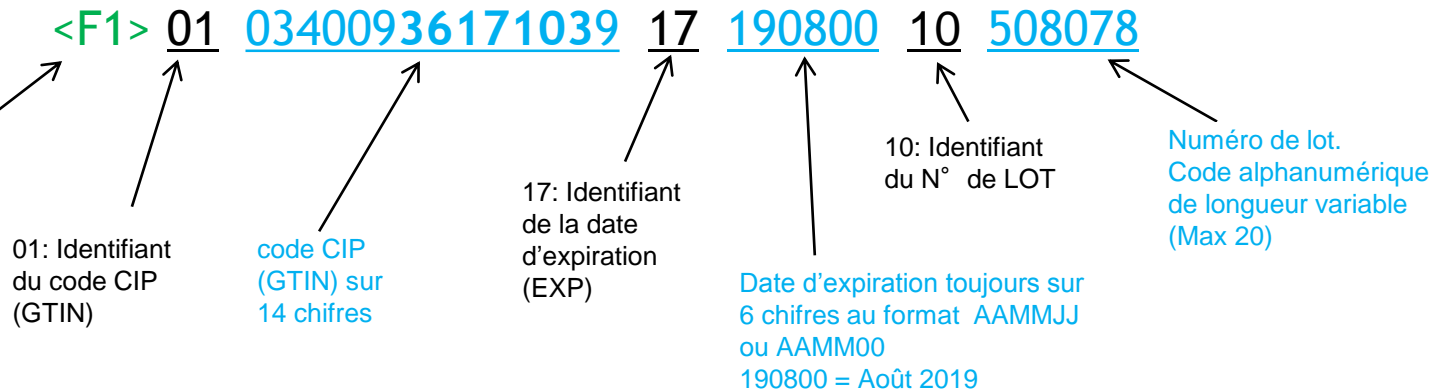 <F1> 01 03400936171039 17 190800 10 508078
10: Identifiant
du N° de LOT
Numéro de lot.
Code alphanumérique
de longueur variable
(Max 20)
17: Identifiant
de la date
d’expiration
(EXP)
01: Identifiant
du code CIP
(GTIN)
code CIP
(GTIN) sur
14 chifres
Date d’expiration toujours sur
6 chifres au format AAMMJJ
ou AAMM00
190800 = Août 2019